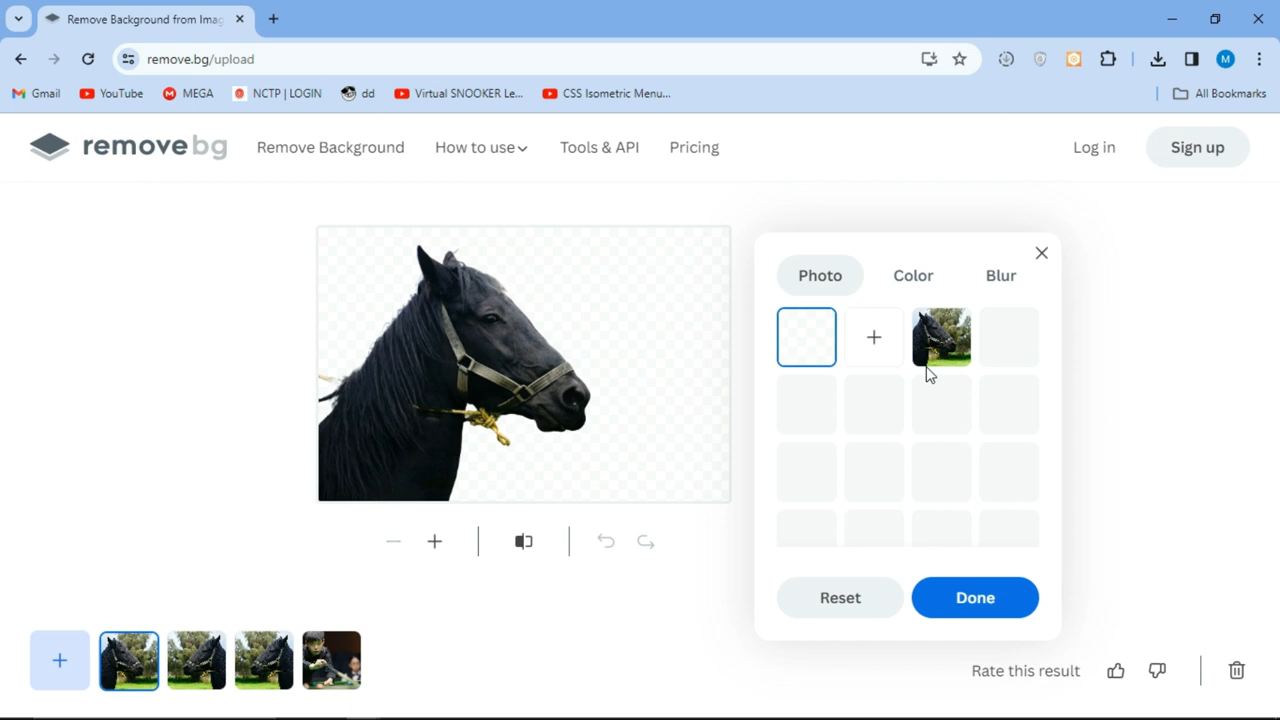 Remove Background from Imag
remove.bg/upload
M
Gmail
YouTube
MEGA
NCTP | LOGIN
dd
Virtual SNOOKER Le...
CSS Isometric Menu...
All Bookmarks
removebg
Remove Background
How to use
Tools & API
Pricing
Log in
Sign up
Photo
Color
Blur
Reset
Done
Rate this result